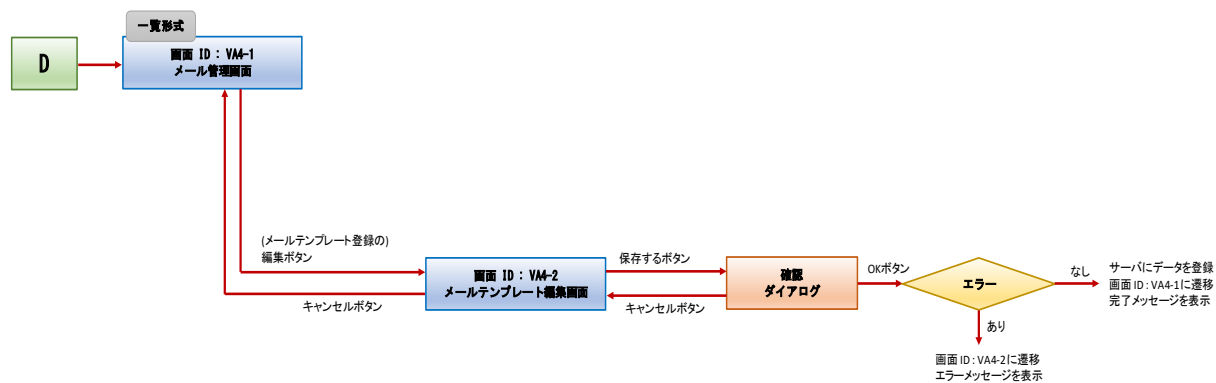 一覧形式
D
画面 ID : VA4-1
メール管理画面
(メールテンプレート登録の)
編集ボタン
画面 ID : VA4-2
メールテンプレート編集画面
キャンセルボタン
保存するボタン
キャンセルボタン
確認
ダイアログ
OKボタン
エラー
なし
サーバにデータを登録
画面 ID : VA4-1に遷移
完了メッセージを表示
あり
画面 ID : VA4-2に遷移
エラーメッセージを表示